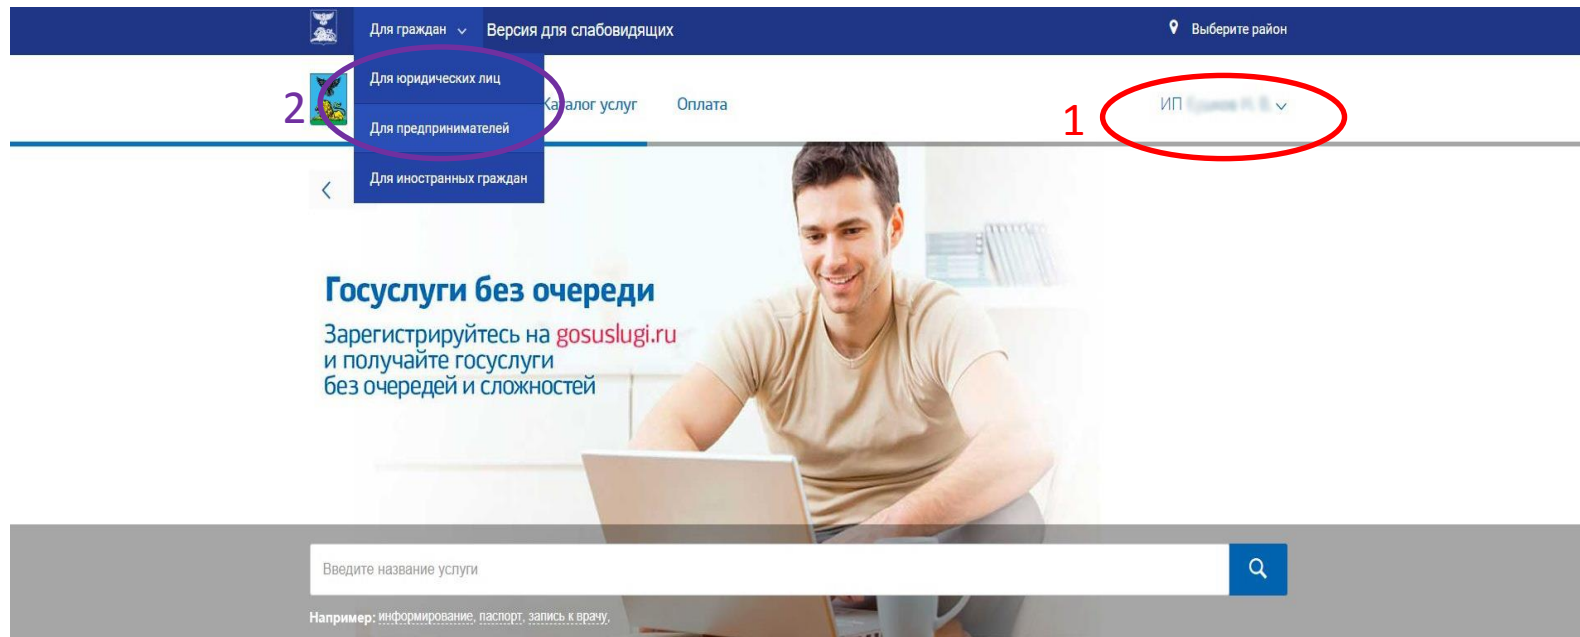 Для граждан Версия для слабовидящих Выберите район
Для юридических лиц
2
Каталог услуг Оплата
1
ИП
Для предпринимателей
Для иностранных граждан
Госуслуги без очереди
Зарегистрируйтесь на gosuslugi.ru
и получайте госуслуги
без очередей и сложностей
Введите название услуги
Например: информирование, паспорт, запись к врачу,